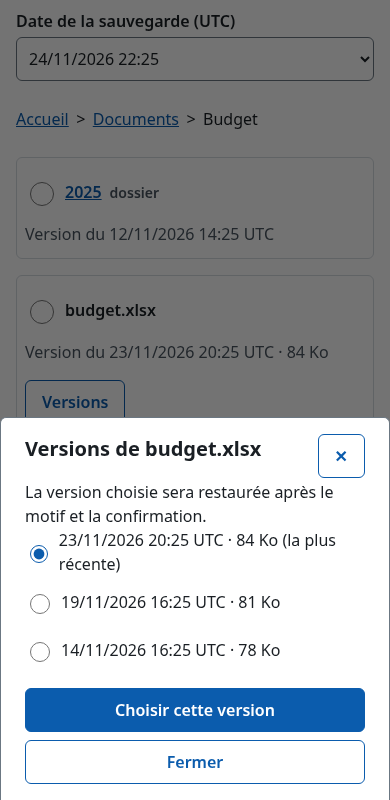 Date de la sauvegarde (UTC)
24/11/2026 22:25
Accueil > Documents > Budget
2025 dossier
Version du 12/11/2026 14:25 UTC
budget.xlsx
Version du 23/11/2026 20:25 UTC · 84 Ko
Versions
Versions de budget.xlsx
×
La version choisie sera restaurée après le
motif et la confirmation.
23/11/2026 20:25 UTC · 84 Ko (la plus
récente)
19/11/2026 16:25 UTC · 81 Ko
14/11/2026 16:25 UTC · 78 Ko
Choisir cette version
Fermer